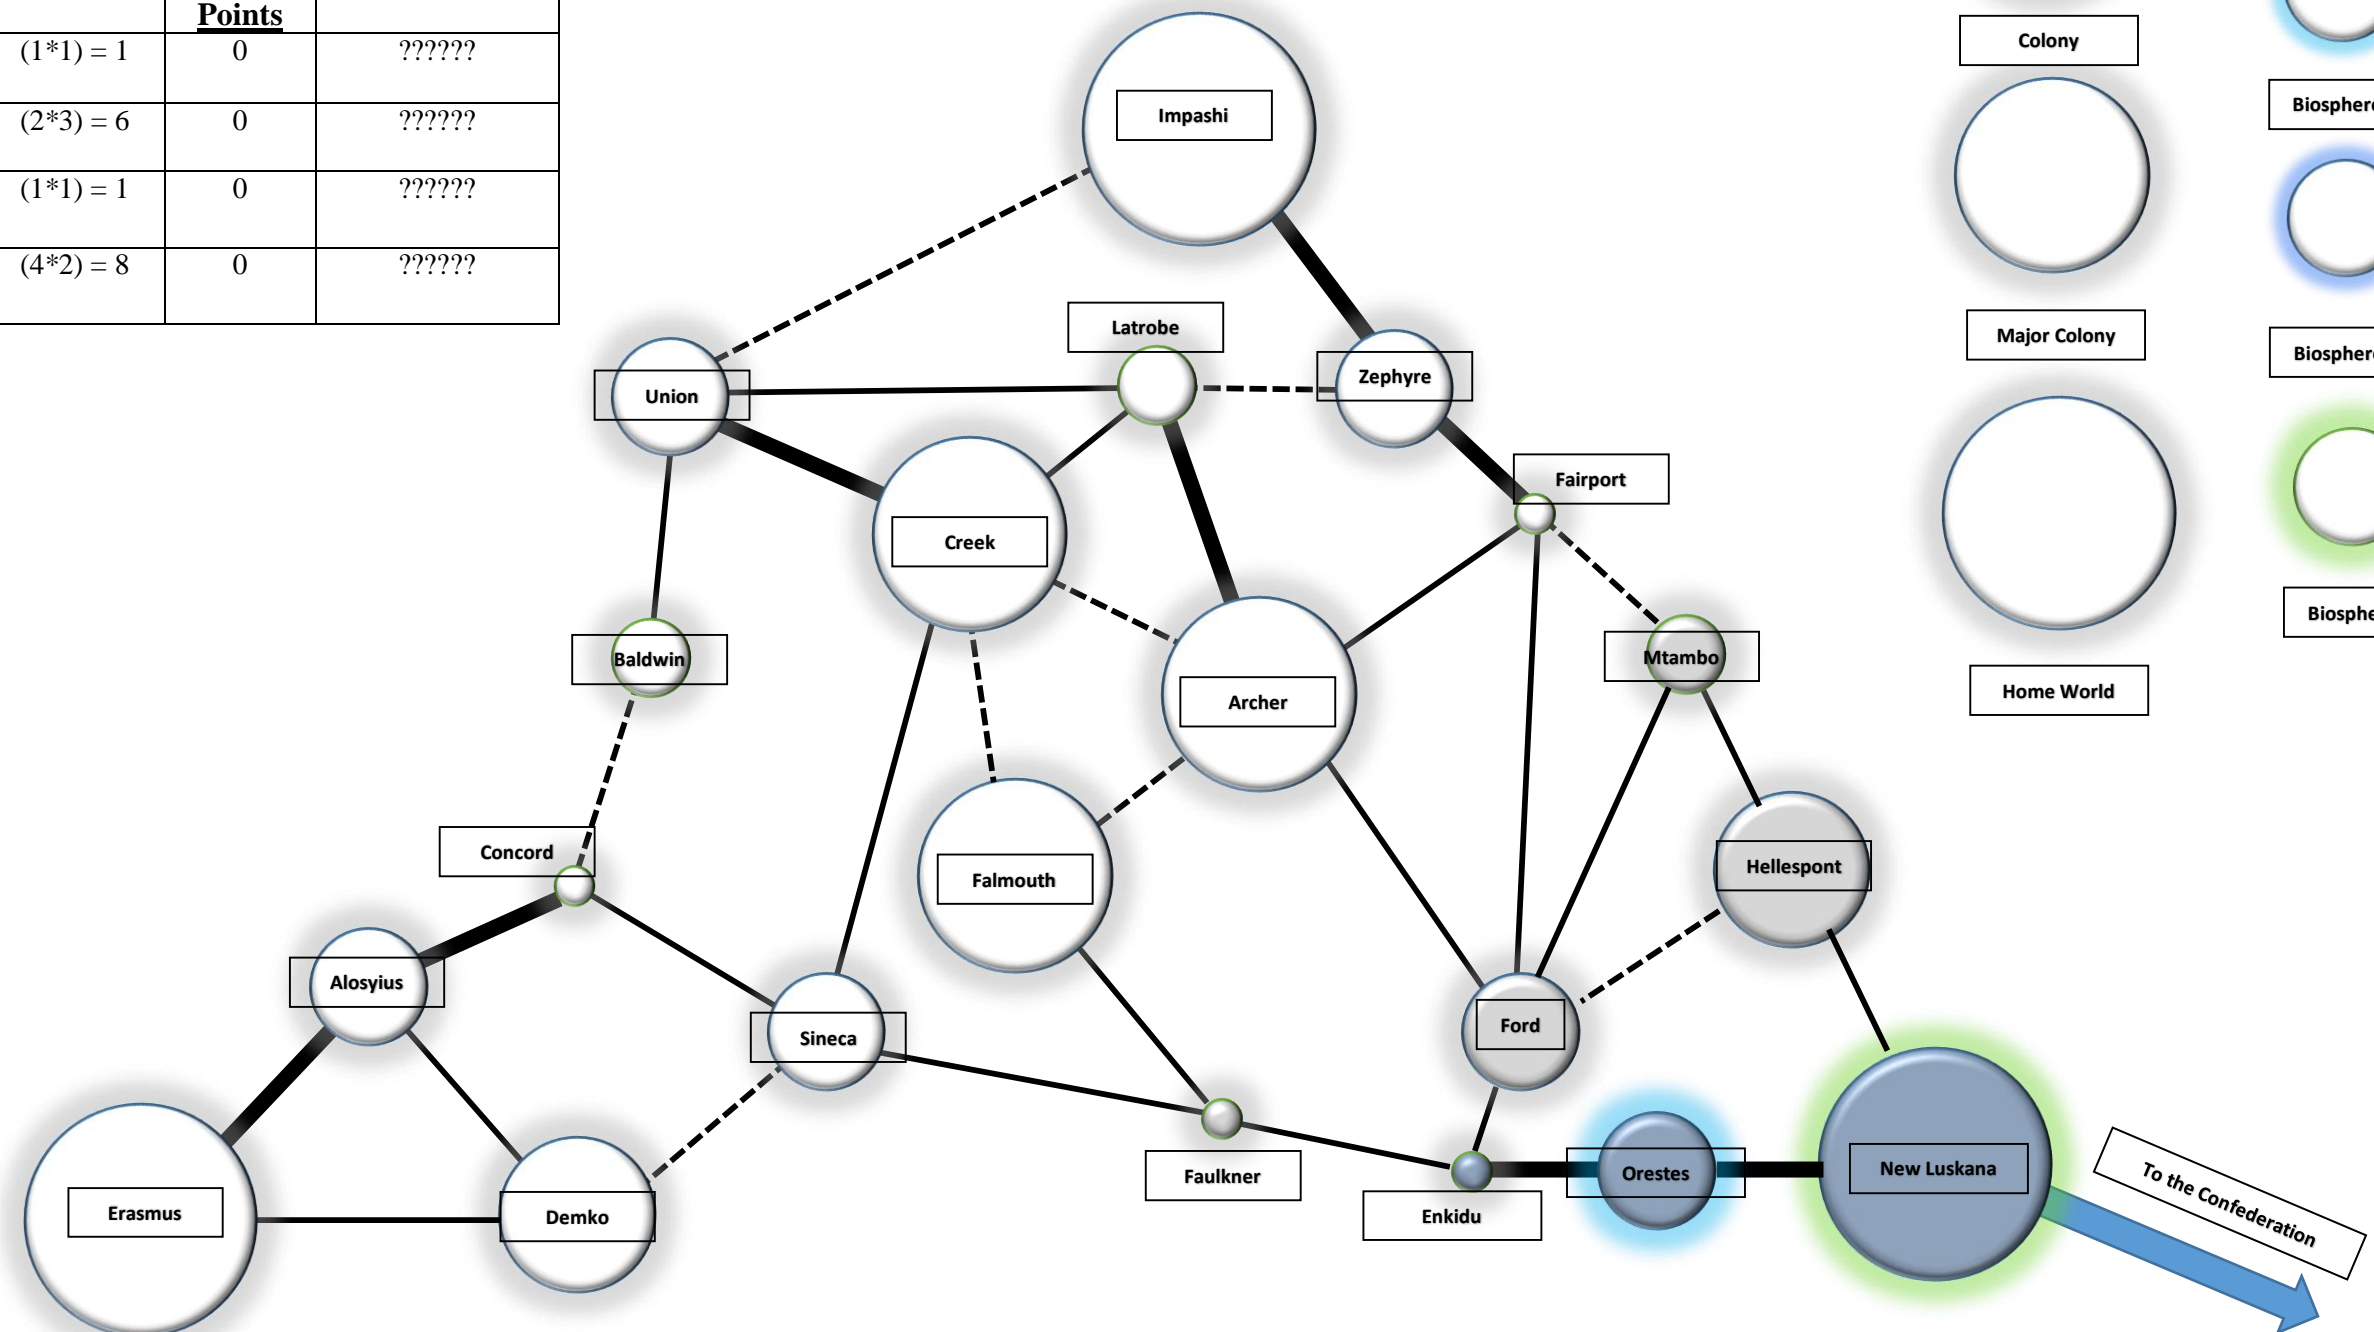 Points
(1*1) = 1 0 ??????
(2*3) = 6 0 ??????
(1*1) = 1 0 ??????
(4*2) = 8 0 ??????
Colony
Major Colony
Home World
Impashi
Latrobe
Zephyre
Union
Fairport
Creek
Baldwin
Mtambo
Archer
Concord
Falmouth
Hellespont
Alosyius
Sineca
Ford
Erasmus
Demko
Faulkner
Enkidu
Orestes
New Luskana
To the Confederation